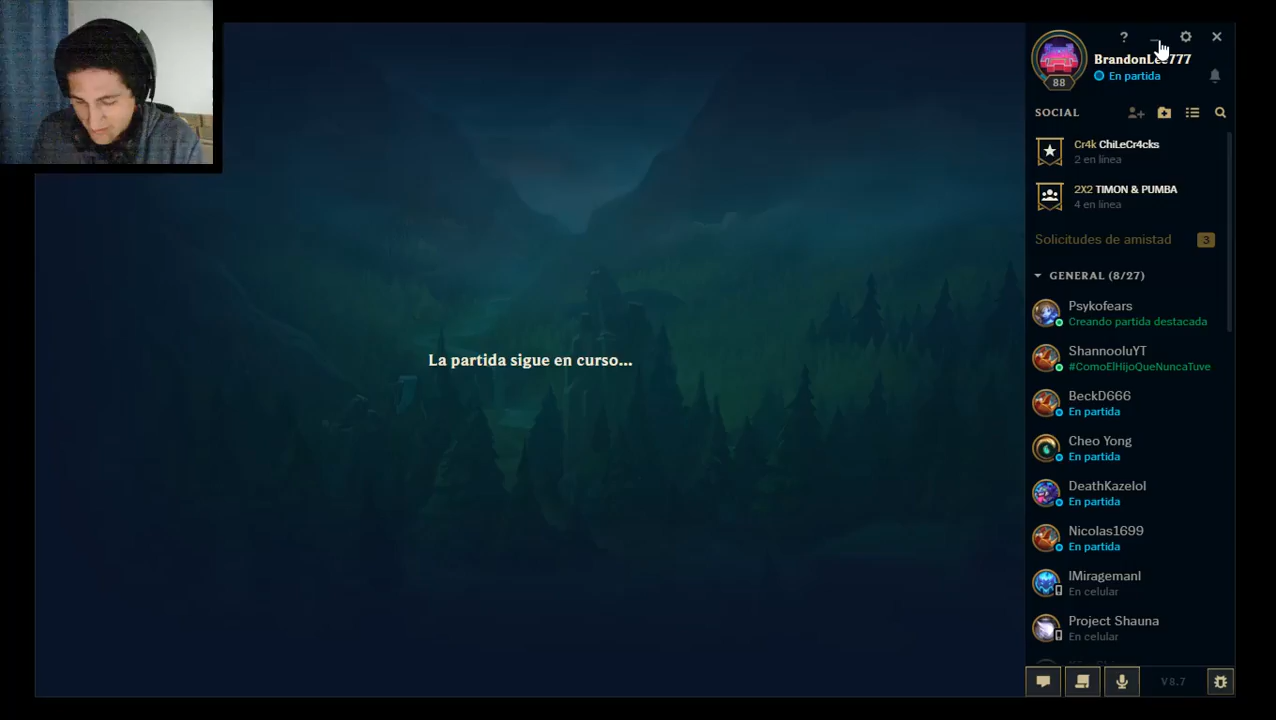 ?
BrandonLee777
88
En partida
SOCIAL
Cr4k ChiLeCr4cks
2 en línea
2X2 TIMON & PUMBA
4 en línea
Solicitudes de amistad
3
GENERAL (8/27)
Psykofears
Creando partida destacada
La partida sigue en curso...
ShannooluYT
#ComoElHijoQueNuncaTuve
BeckD666
En partida
Cheo Yong
En partida
DeathKazelol
En partida
Nicolas1699
En partida
IMiragemanI
En celular
Project Shauna
En celular
V8.7